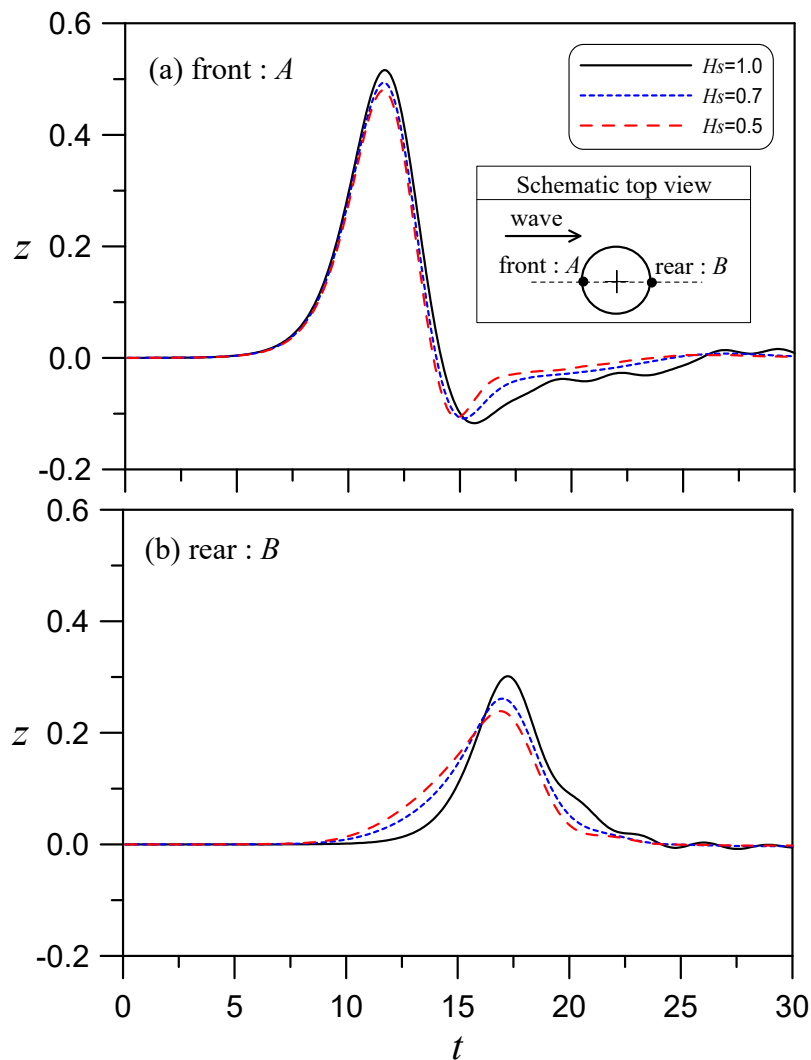 0.6
(a) front : A
Hs=1.0
Hs=0.7
Hs=0.5
0.4
Schematic top view
wave
z
0.2
front : A
rear : B
0.0
-0.2
0.6
(b) rear : B
0.4
z
0.2
0.0
-0.2
0 5 10 15 20 25 30
t